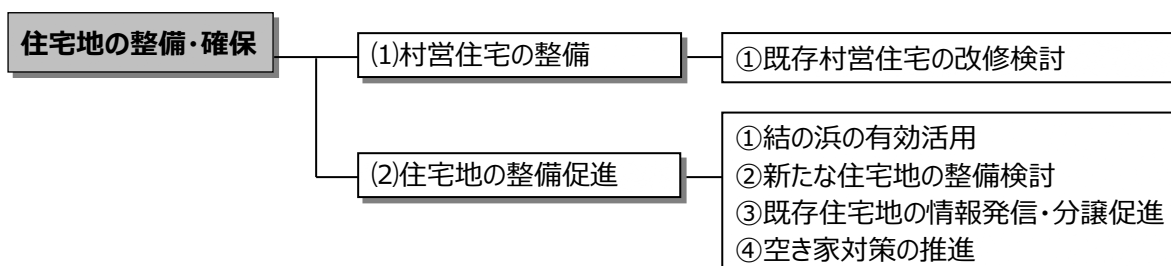 住宅地の整備・確保
⑴村営住宅の整備
①既存村営住宅の改修検討
⑵住宅地の整備促進
①結の浜の有効活用
②新たな住宅地の整備検討
③既存住宅地の情報発信・分譲促進
④空き家対策の推進